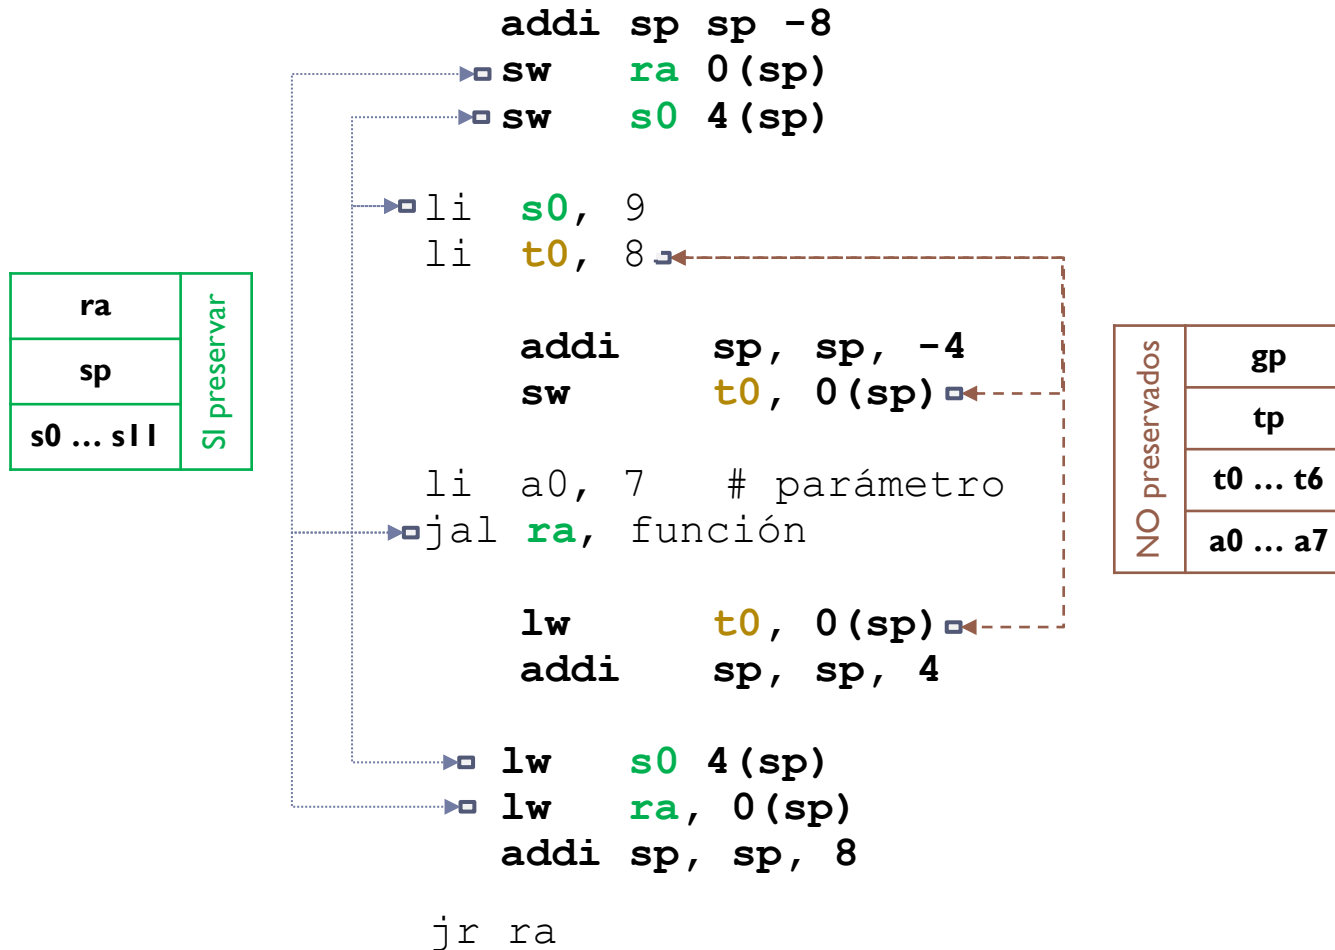 addi sp sp -8
sw ra 0(sp)
sw s0 4(sp)
li s0, 9
li t0, 8
addi sp, sp, -4
sw t0, 0(sp)
li a0, 7 # parámetro
jal ra, función
lw t0, 0(sp)
addi sp, sp, 4
lw s0 4(sp)
lw ra, 0(sp)
addi sp, sp, 8
jr ra
ra
sp
s0 ... s11
SI preservar
NO preservados
gp
tp
t0 ... t6
a0 ... a7